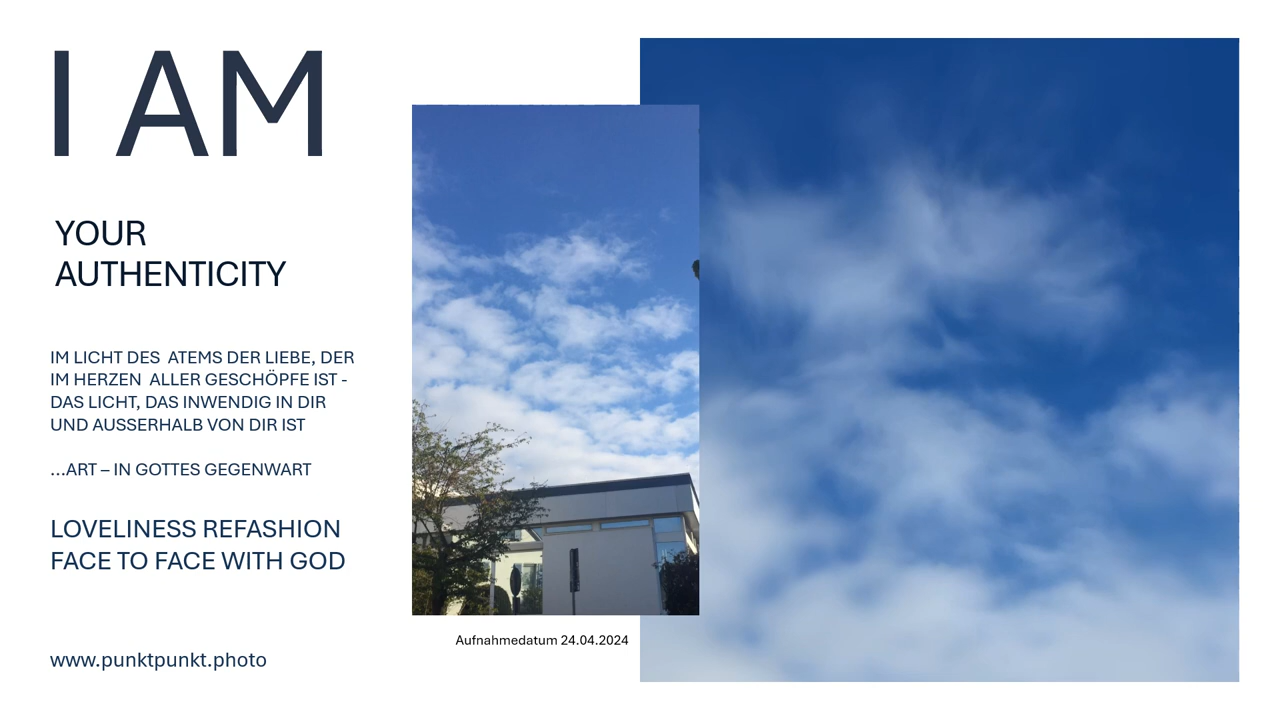 I AM
YOUR
AUTHENTICITY
IM LICHT DES ATEMS DER LIEBE, DER
IM HERZEN ALLER GESCHÖPFE IST -
DAS LICHT, DAS INWENDIG IN DIR
UND AUSSERHALB VON DIR IST
...ART – IN GOTTES GEGENWART
LOVELINESS REFASHION
FACE TO FACE WITH GOD
Aufnahmedatum 24.04.2024
www.punktpunkt.photo